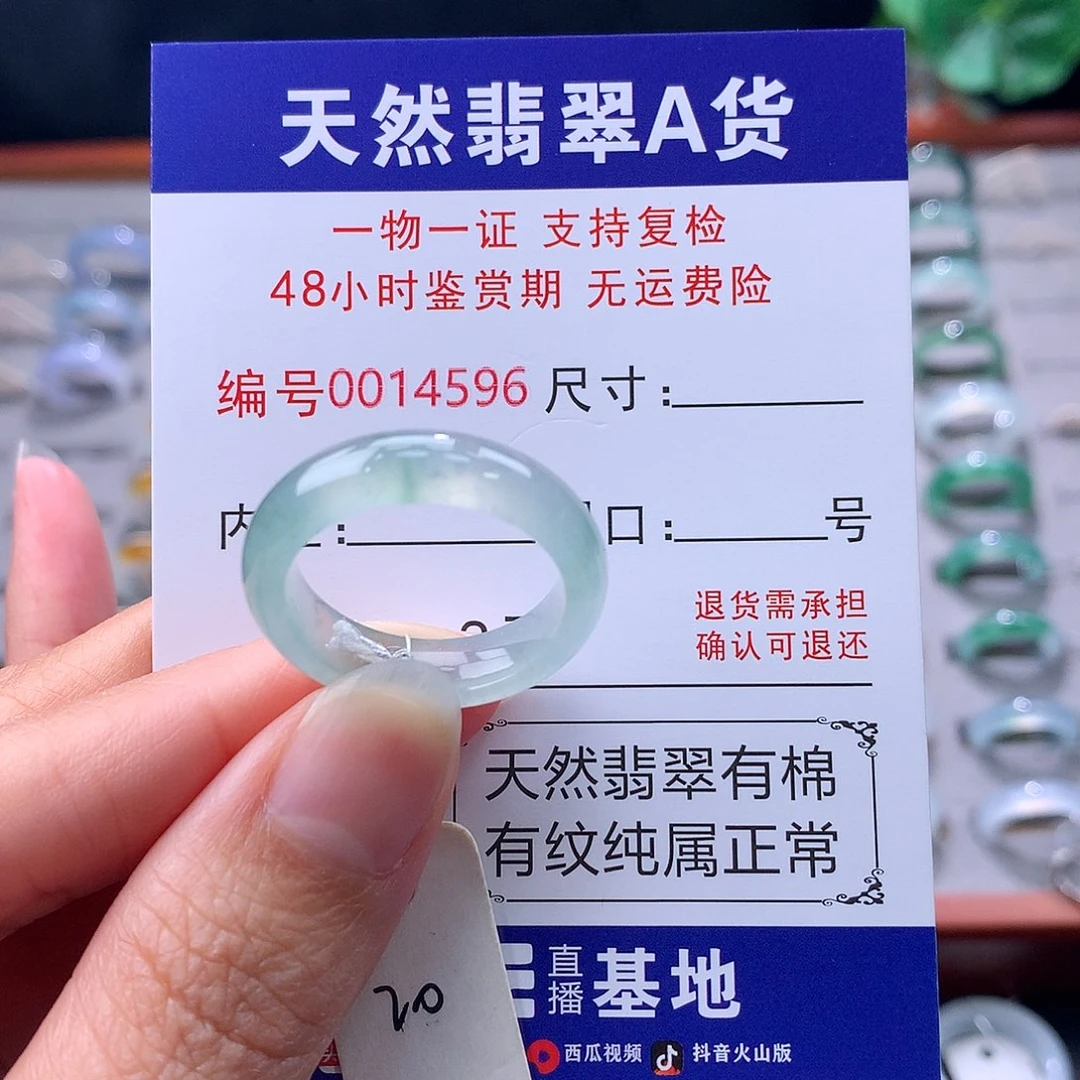 天然翡翠A货
一物一证 支持复检
48小时鉴赏期 无运费险
编号0014596 尺寸:
内 : 口: 号
退货需承担
确认可退还
天然翡翠有棉
有纹纯属正常
直播 基地
西瓜视频 抖音火山版